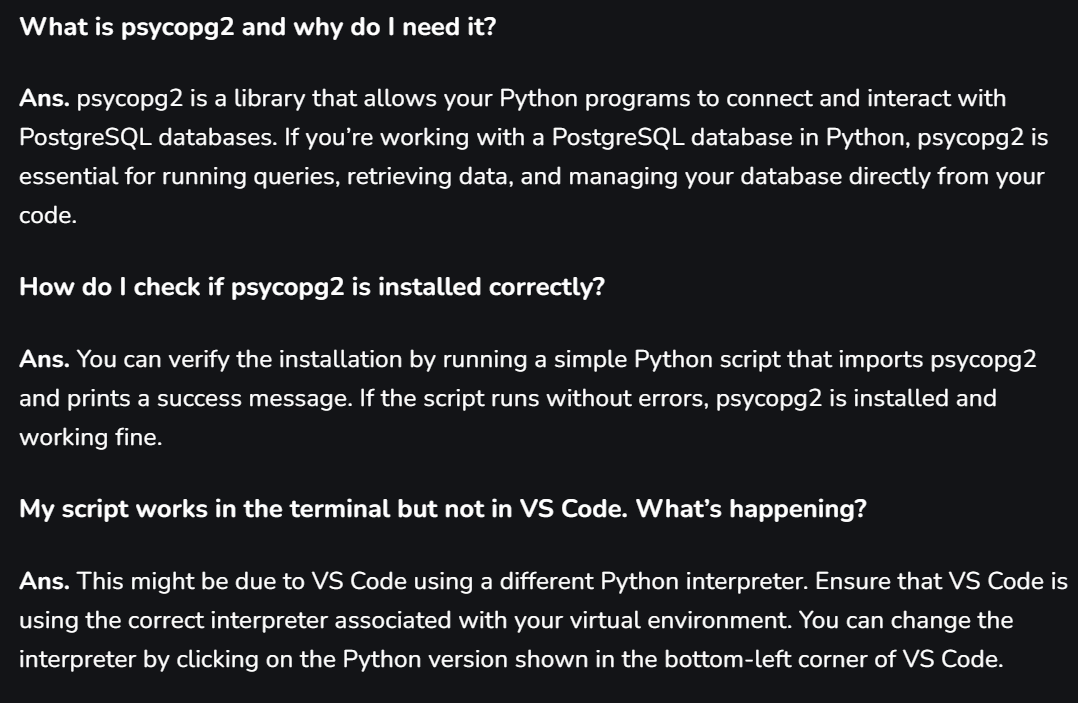 What is psycopg2 and why do I need it?
Ans. psycopg2 is a library that allows your Python programs to connect and interact with
PostgreSQL databases. If you’re working with a PostgreSQL database in Python, psycopg2 is
essential for running queries, retrieving data, and managing your database directly from your
code.
How do I check if psycopg2 is installed correctly?
Ans. You can verify the installation by running a simple Python script that imports psycopg2
and prints a success message. If the script runs without errors, psycopg2 is installed and
working fine.
My script works in the terminal but not in VS Code. What’s happening?
Ans. This might be due to VS Code using a different Python interpreter. Ensure that VS Code is
using the correct interpreter associated with your virtual environment. You can change the
interpreter by clicking on the Python version shown in the bottom-left corner of VS Code.